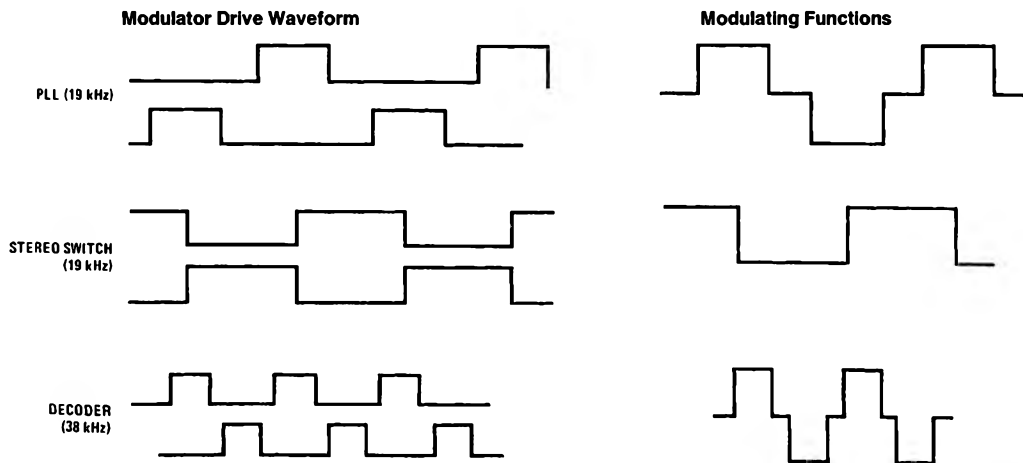 Modulator Drive Waveform
Modulating Functions
PLL (19 kHz)
STEREO SWITCH
(19 kHz)
DECODER
(38 kHz)